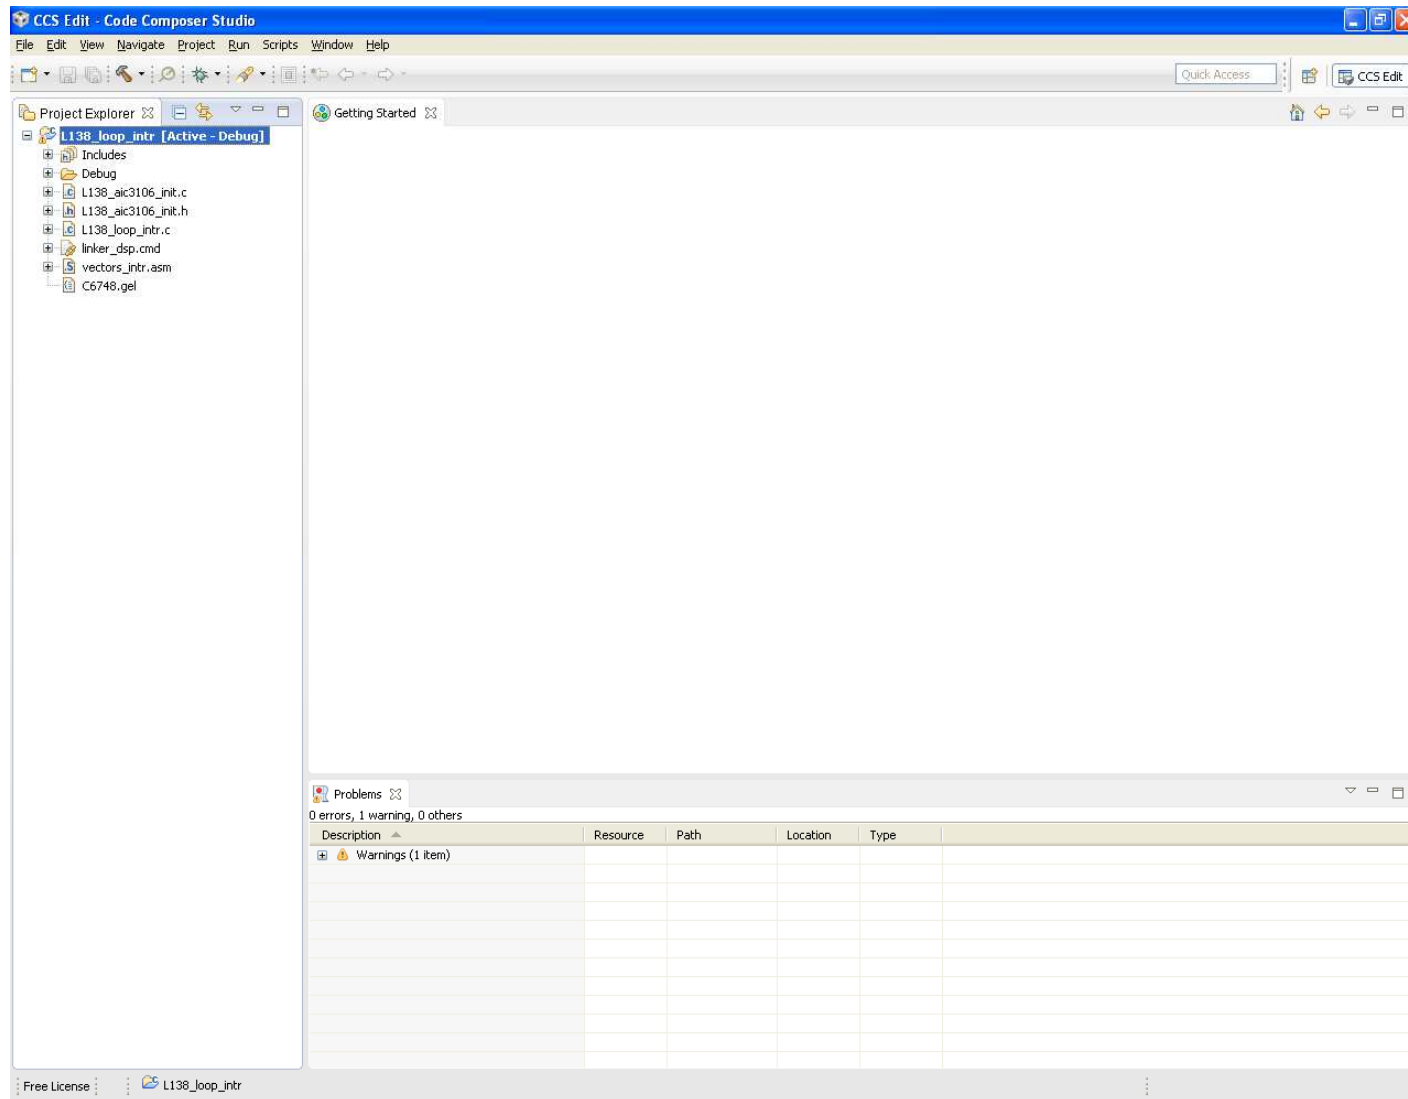 CCS Edit - Code Composer Studio
File Edit View Navigate Project Run Scripts Window Help
Quick Access
CCS Edit
Project Explorer
Getting Started
L138_loop_intr [Active - Debug]
Includes
Debug
L138_aic3106_init.c
L138_aic3106_init.h
L138_loop_intr.c
linker_dsp.cmd
vectors_intr.asm
C6748.gel
Problems
0 errors, 1 warning, 0 others
Description Resource Path Location Type
Warnings (1 item)
Free License L138_loop_intr